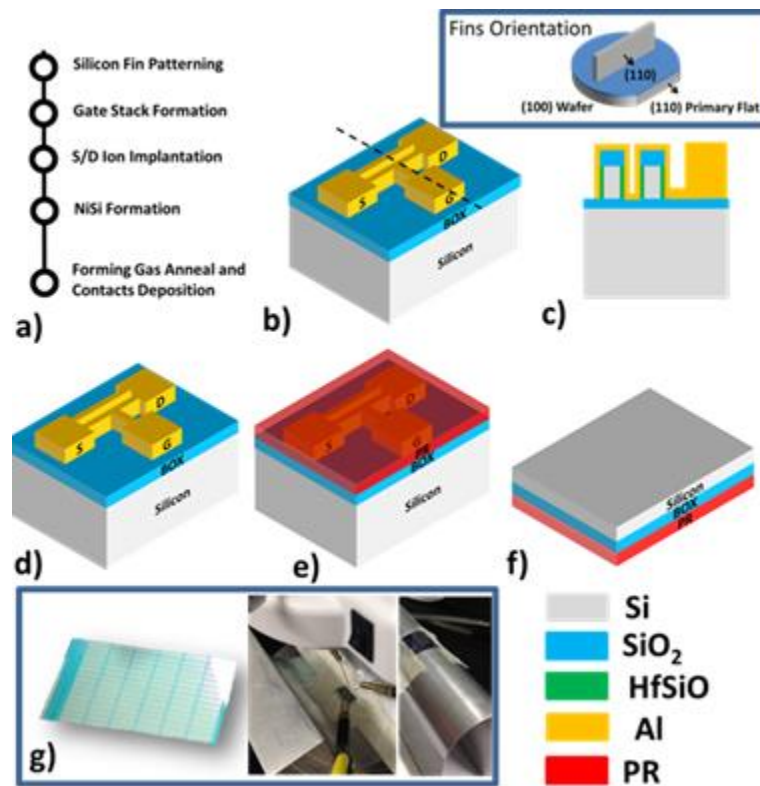 Silicon Fin Patterning
Gate Stack Formation
S/D Ion Implantation
NiSi Formation
Forming Gas Anneal and
Contacts Deposition
a)
Fins Orientation
(110)
(100) Wafer
(110) Primary Flat
D
S
G
BOX
Silicon
b)
c)
D
S
G
BOX
Silicon
d)
D
S
G
PR
BOX
Silicon
e)
Silicon
BOX
PR
f)
g)
Si
SiO₂
HfSiO
Al
PR